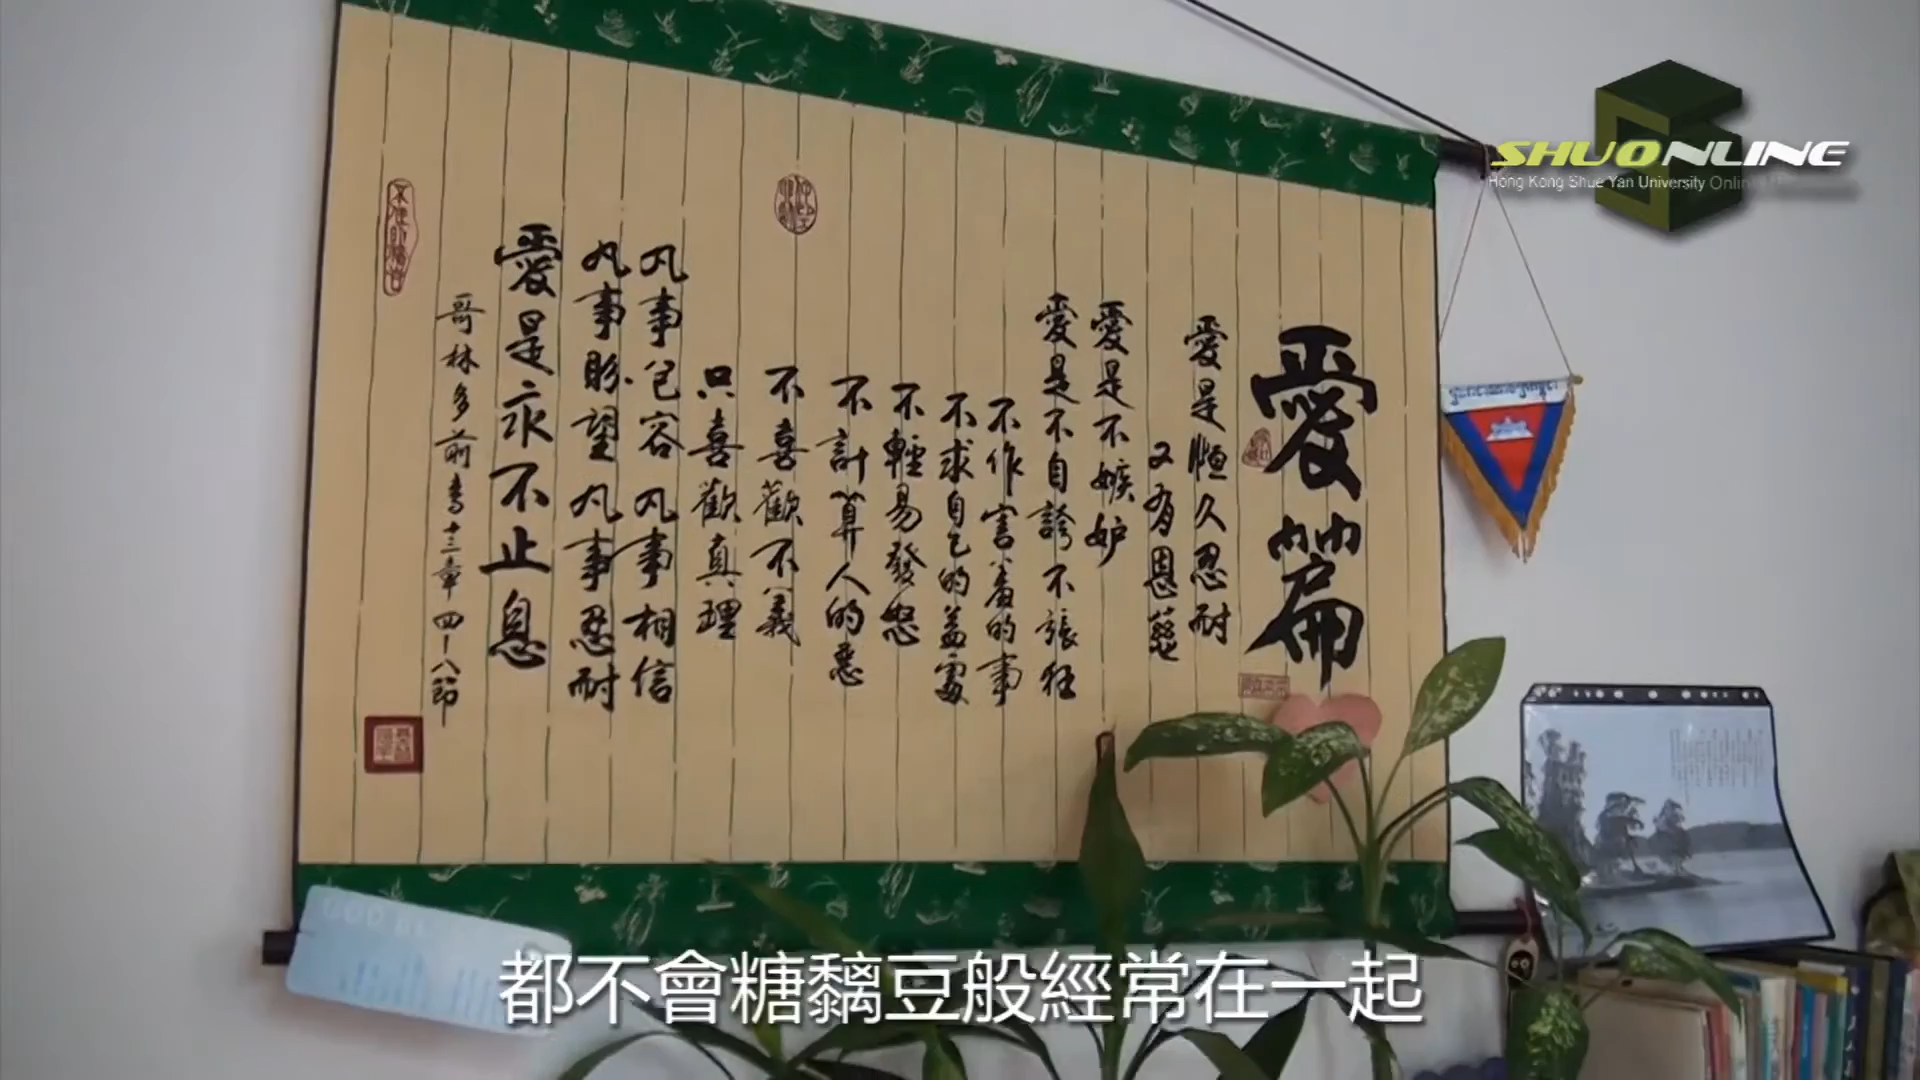 愛篇
愛是恆久忍耐
又有恩慈
愛是不嫉妒
愛是不自誇不張狂
不作害羞的事
不求自己的益處
不輕易發怒
不計算人的惡
不喜歡不義
只喜歡真理
凡事包容凡事相信
凡事盼望凡事忍耐
愛是永不止息
哥林多前書十三章四-八節
SHUONLINE
Hong Kong Shue Yan University Online
都不會糖黐豆般經常在一起